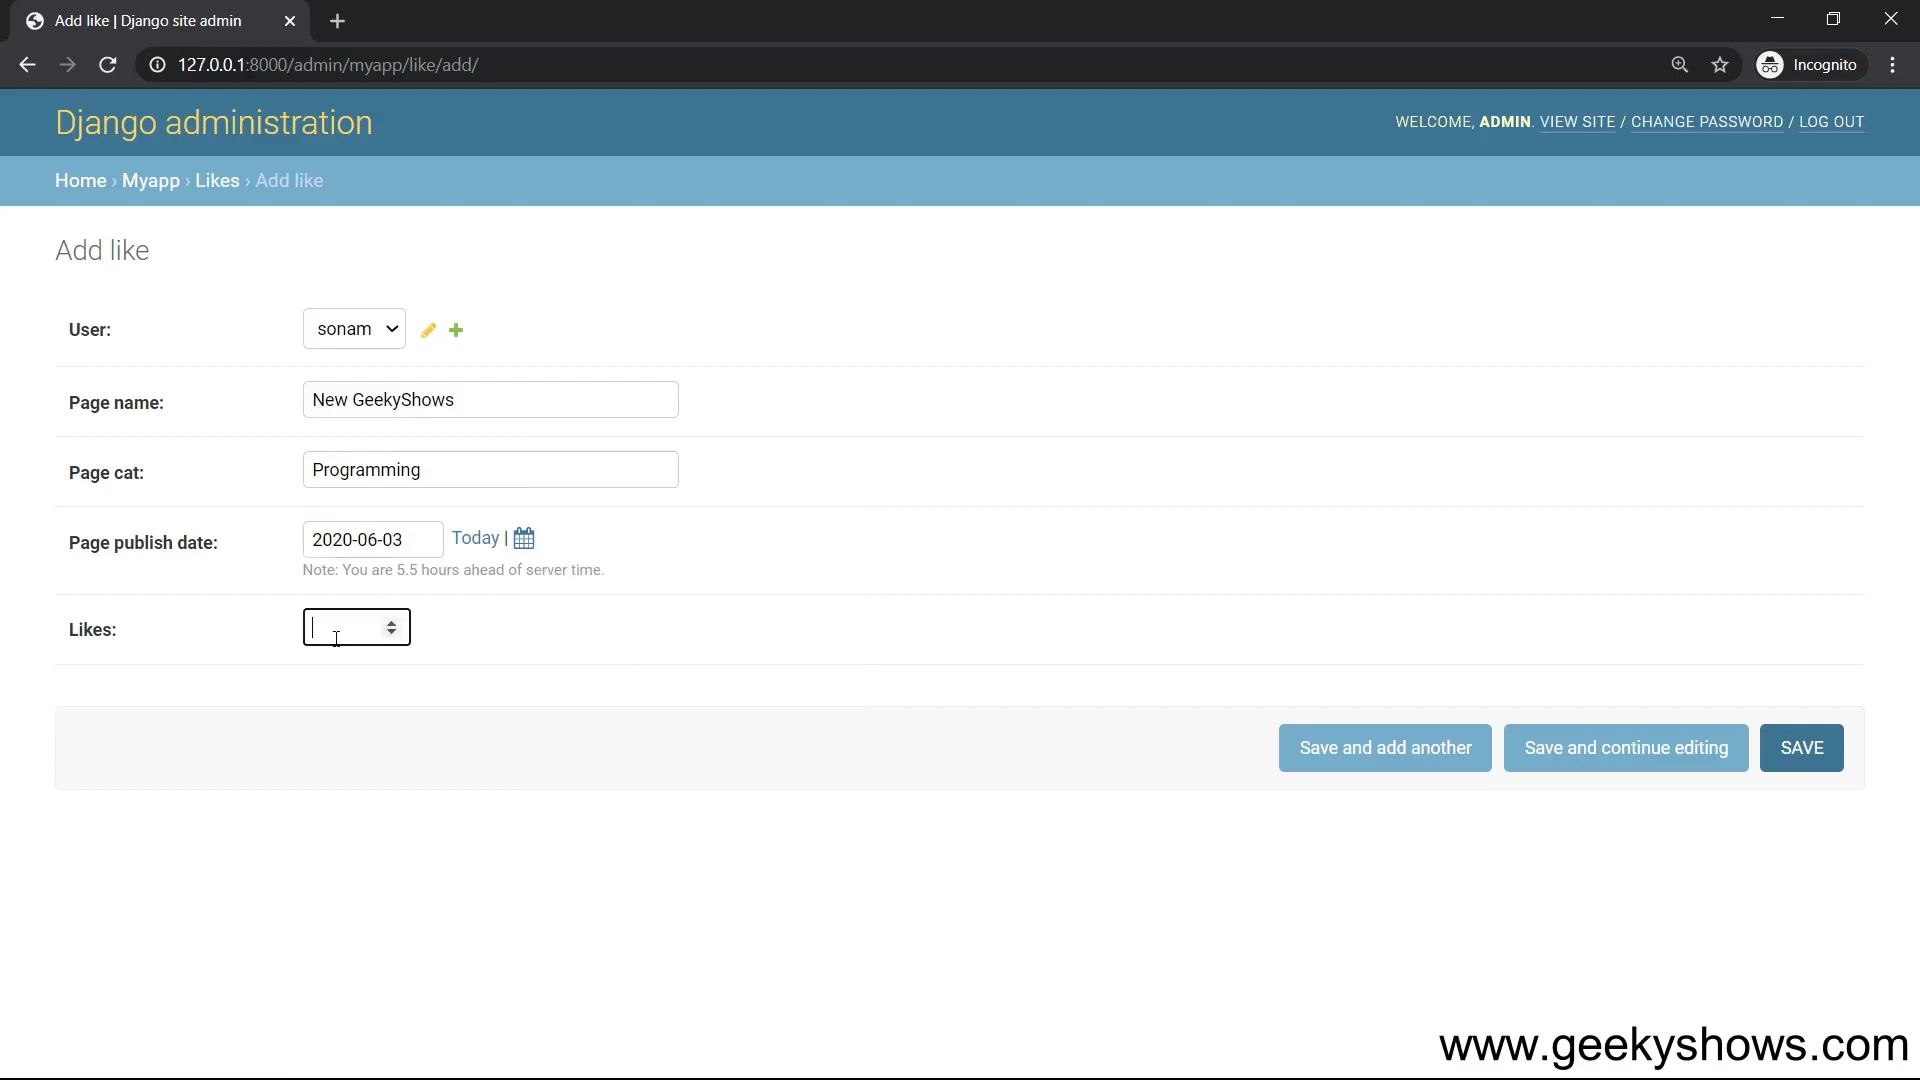 Add like | Django site admin
127.0.0.1:8000/admin/myapp/like/add/
Incognito
Django administration
WELCOME, ADMIN. VIEW SITE / CHANGE PASSWORD / LOG OUT
Home › Myapp › Likes › Add like
Add like
User: sonam
Page name: New GeekyShows
Page cat: Programming
Page publish date: 2020-06-03 Today |
Note: You are 5.5 hours ahead of server time.
Likes:
Save and add another Save and continue editing SAVE
www.geekyshows.com